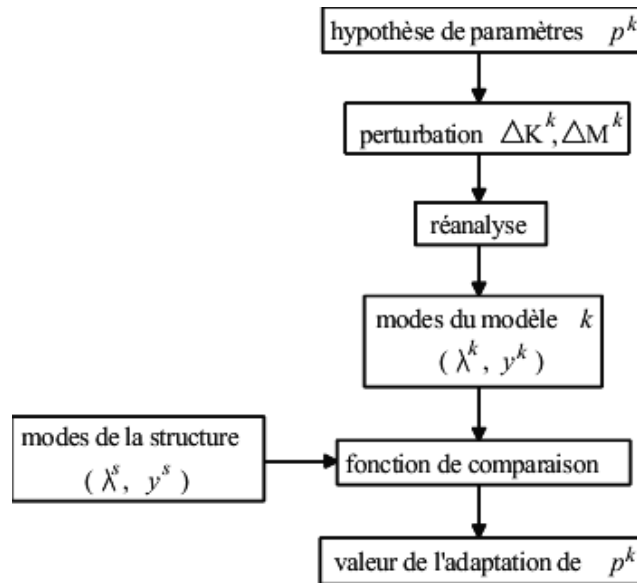 hypothèse de paramètres p^k
perturbation △K^k,△M^k
réanalyse
modes du modèle k
( λ^k, y^k )
modes de la structure
( λ^s, y^s )
fonction de comparaison
valeur de l'adaptation de p^k